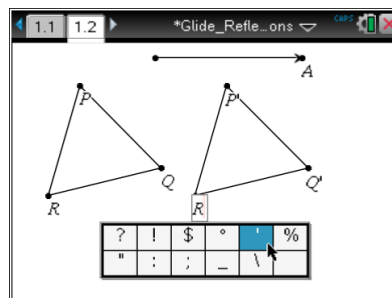 1.1 1.2 *Glide_Refle...ons CAPS
A
P P'
Q Q'
R R
? ! $ ° ' %
" : ; _ \